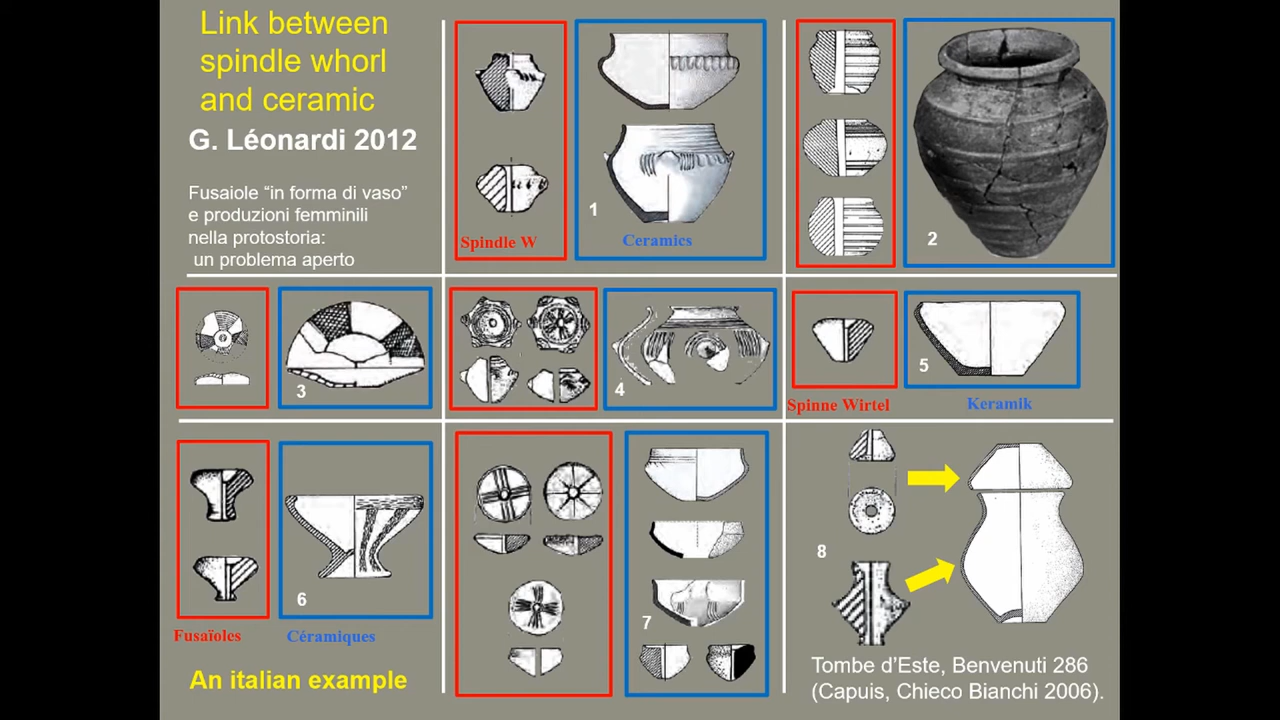 Link between
spindle whorl
and ceramic
G. Léonardi 2012
Fusaiole “in forma di vaso”
e produzioni femminili
nella protostoria:
un problema aperto
Spindle W
1
Ceramics
2
3
4
Spinne Wirtel
5
Keramik
Fusaïoles
6
Céramiques
An italian example
7
8
Tombe d’Este, Benvenuti 286
(Capuis, Chieco Bianchi 2006).